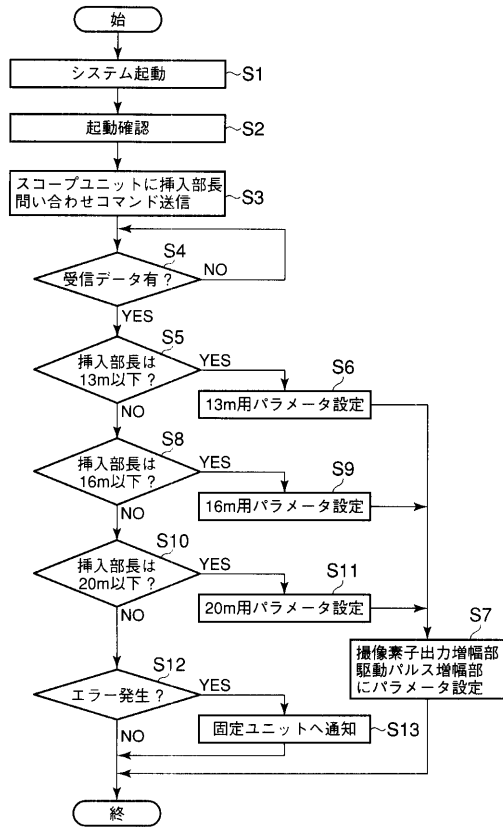 始
システム起動
S1
起動確認
S2
スコープユニットに挿入部長
問い合わせコマンド送信
S3
S4
受信データ有？
NO
YES
S5
挿入部長は
13m以下？
YES
NO
S6
13m用パラメータ設定
S8
挿入部長は
16m以下？
YES
NO
S9
16m用パラメータ設定
S10
挿入部長は
20m以下？
YES
NO
S11
20m用パラメータ設定
S7
撮像素子出力増幅部
駆動パルス増幅部
にパラメータ設定
S12
エラー発生？
YES
NO
固定ユニットへ通知
S13
終